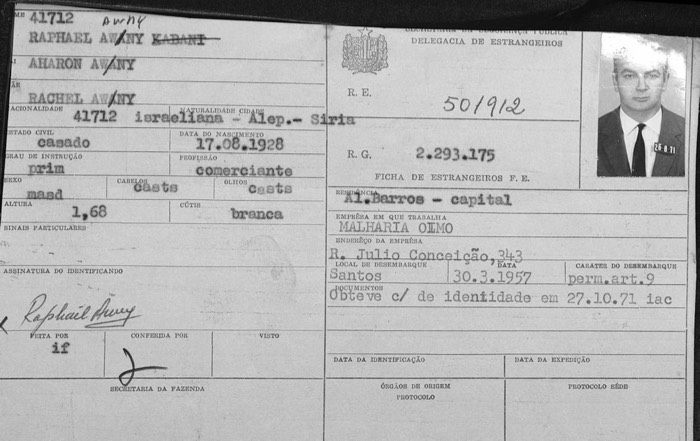 41712
Awny
RAPHAEL AWANY KABANI
AHARON AWANY
RACHEL AWANY
ACIONALIDADE
NATURALIDADE CIDADE
41712 israeliana - Alep.- Siria
ESTADO CIVIL
DATA DO NASCIMENTO
casado
17.08.1928
GRAU DE INSTRUÇÃO
PROFISSÃO
prim
comerciante
SEXO
CABELOS
OLHOS
masd
casts
casts
ALTURA
CÚTIS
1,68
branca
SINAIS PARTICULARES
ASSINATURA DO IDENTIFICANDO
Raphaël Awny
FEITA POR
CONFERIDA POR
VISTO
if
SECRETARIA DA FAZENDA
SEGURANÇA PÚBLICA
DELEGACIA DE ESTRANGEIROS
R. E.
501912
R. G.
2.293.175
FICHA DE ESTRANGEIROS F. E.
26 8 71
RESIDÊNCIA
Al.Barros - capital
EMPRÊSA EM QUE TRABALHA
MALHARIA OLMO
ENDERÊÇO DA EMPRÊSA
R. Julio Conceição,343
LOCAL DE DESEMBARQUE
DATA
CARATER DO DESEMBARQUE
Santos
30.3.1957
perm.art.9
DOCUMENTOS
Obteve c/ de identidade em 27.10.71 iac
DATA DA IDENTIFICAÇÃO
DATA DA EXPEDIÇÃO
ÓRGÃOS DE ORIGEM
PROTOCOLO
PROTOCOLO SÉDE